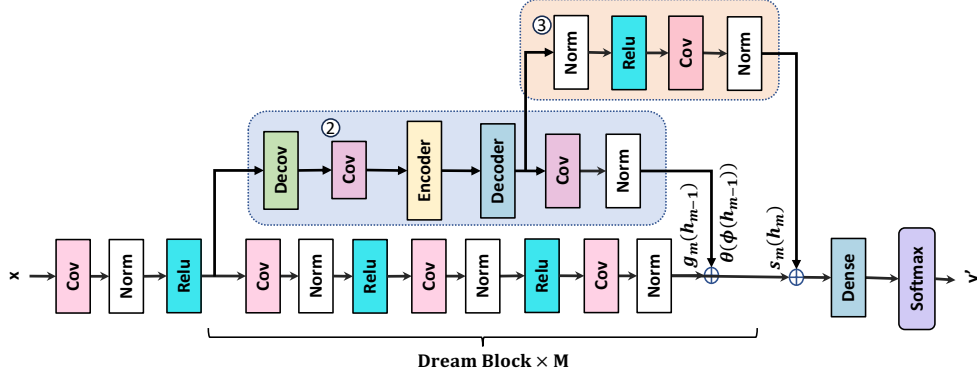 ③
Norm
Relu
Cov
Norm
②
Decov
Cov
Encoder
Decoder
Cov
Norm
g_m(h_{m-1})
θ(ϕ(h_{m-1}))
s_m(h_m)
x
Cov
Norm
Relu
Cov
Norm
Relu
Cov
Norm
Relu
Cov
Norm
Dense
Softmax
Dream Block × M